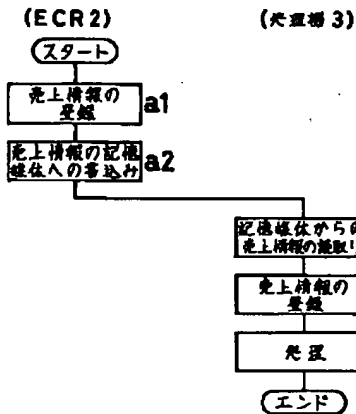 (ECR2)
(処理機3)
スタート
売上情報の
登録
a1
売上情報の記憶
媒体への書込み
a2
記憶媒体からの
売上情報の読取り
売上情報の
登録
処理
エンド